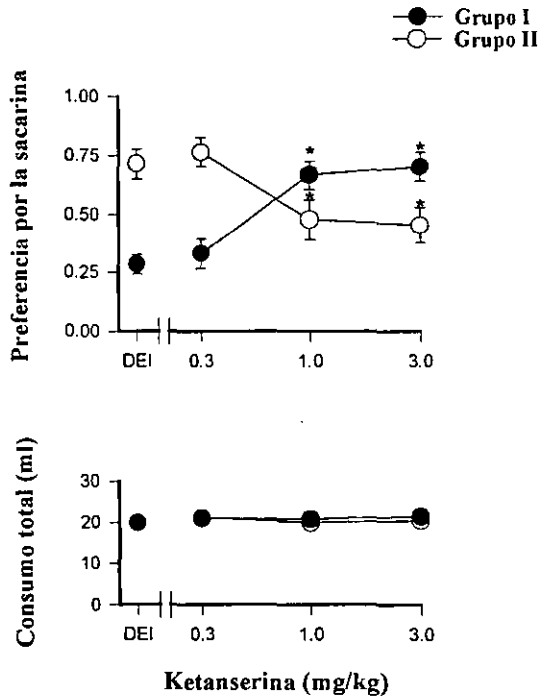 Grupo I
Grupo II
Preferencia por la sacarina
1.00
0.75
0.50
0.25
0.00
* *
* *
DEI 0.3 1.0 3.0
Consumo total (ml)
30
20
10
0
DEI 0.3 1.0 3.0
Ketanserina (mg/kg)